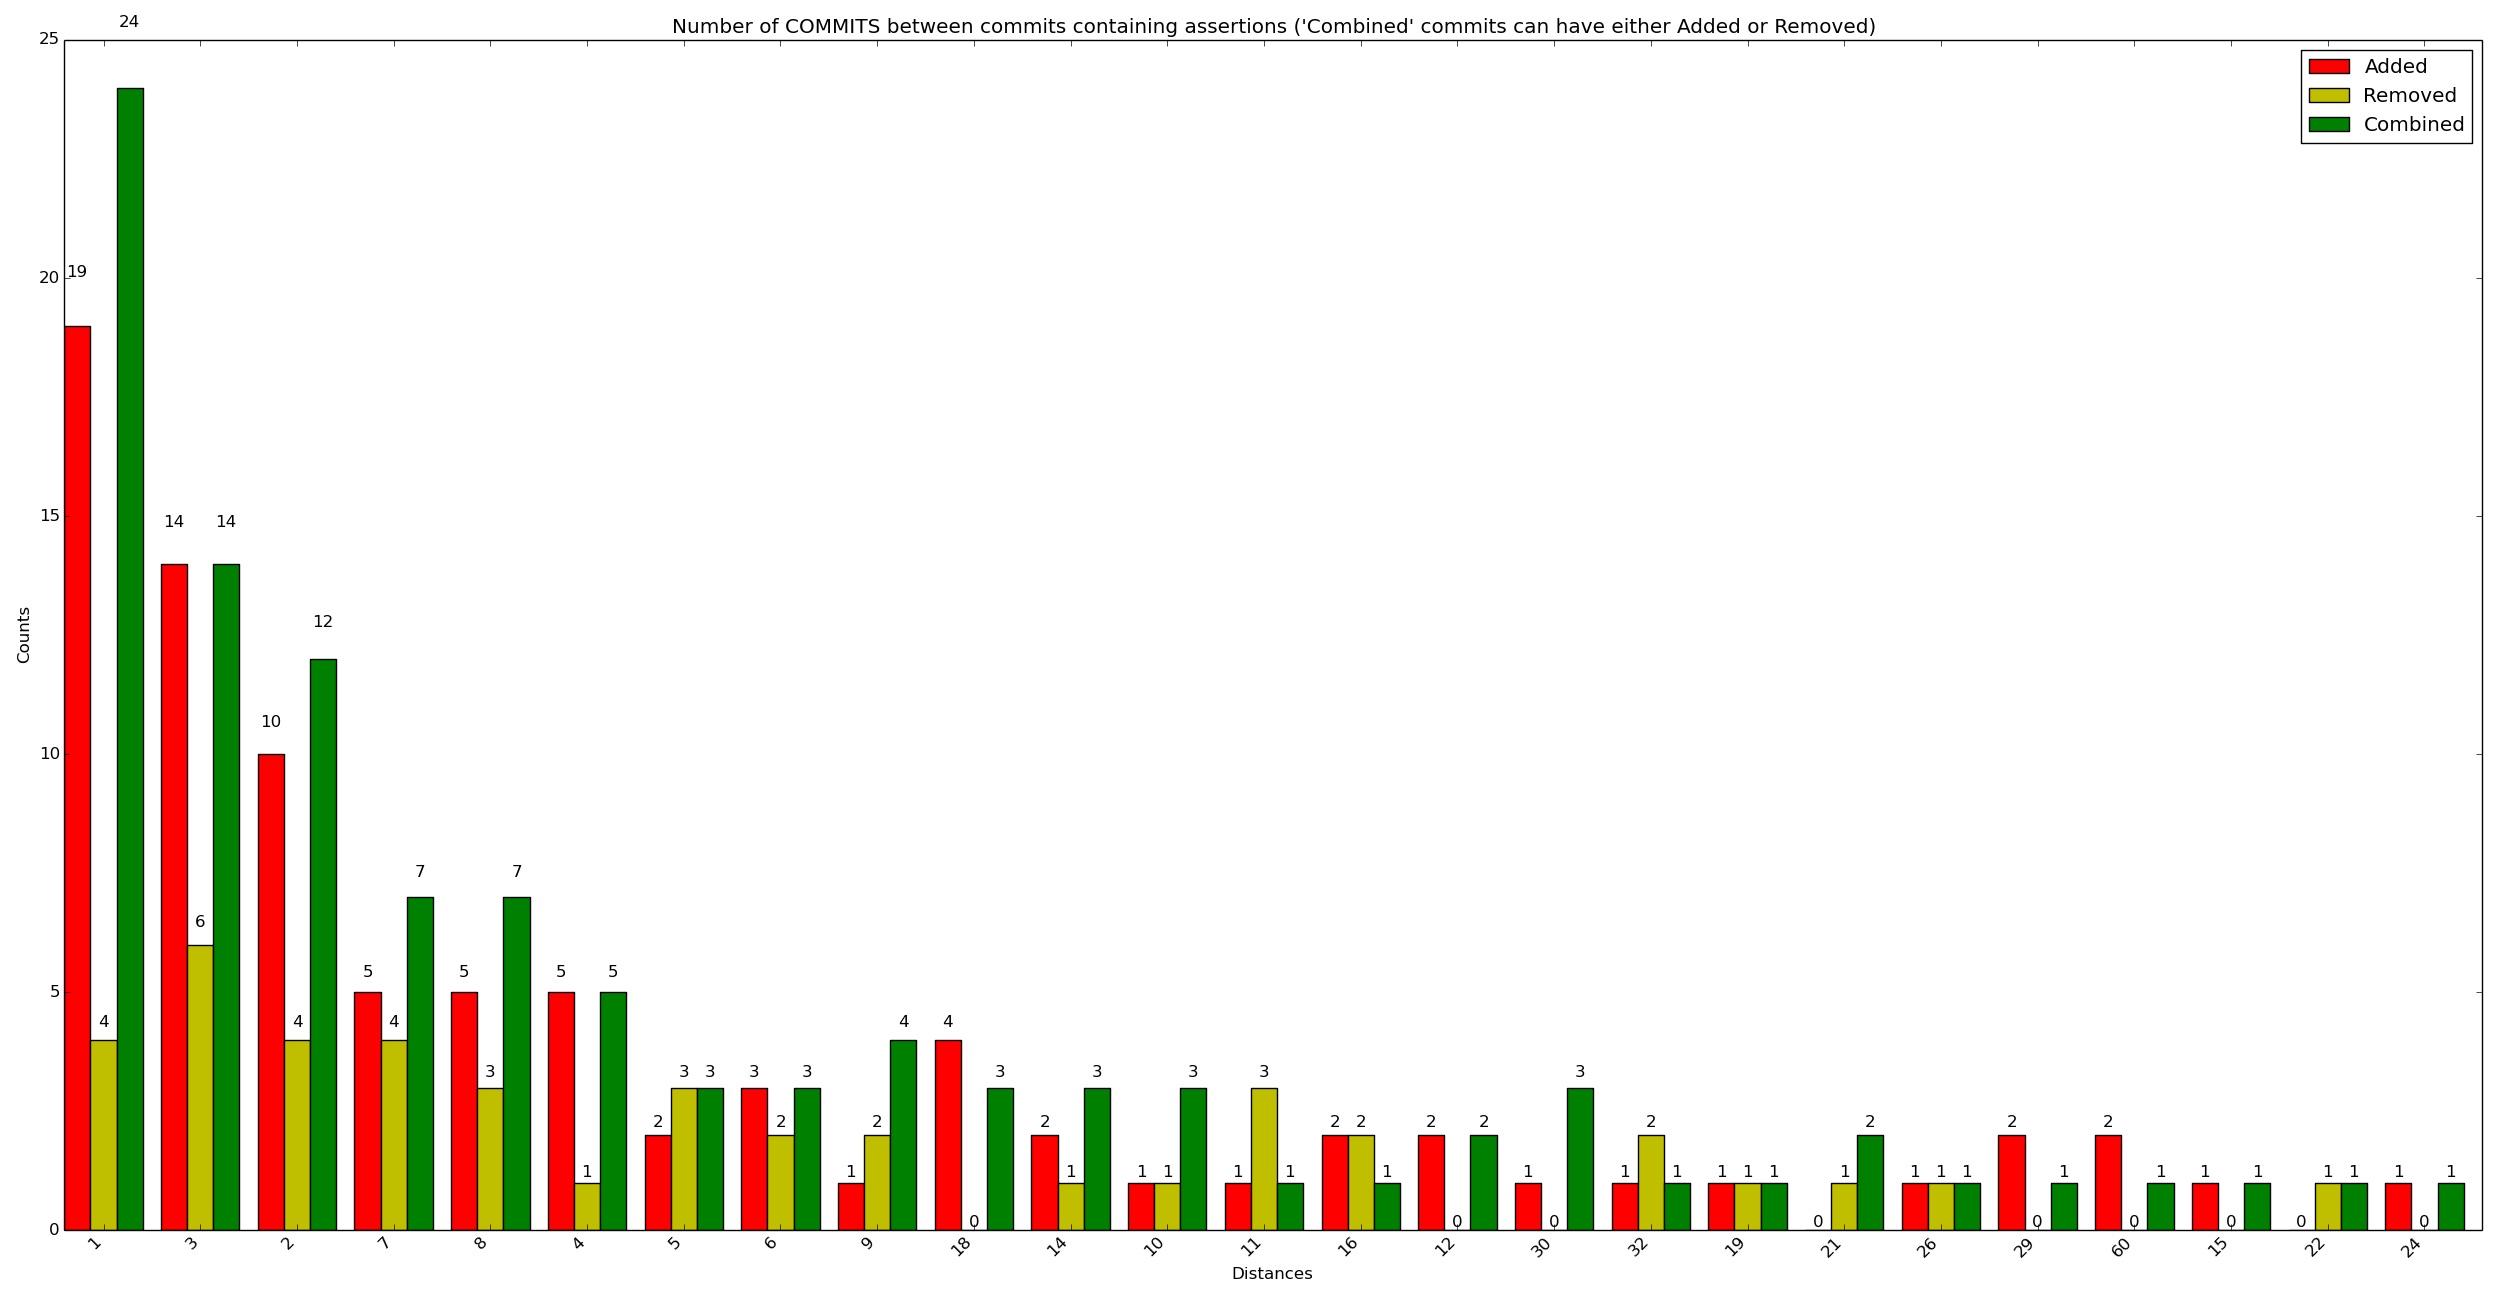 Number of COMMITS between commits containing assertions ('Combined' commits can have either Added or Removed)
Added
Removed
Combined
Counts
25
20
15
10
5
0
19 4 24
14 6 14
10 4 12
5 4 7
5 3 7
5 1 5
2 3 3
3 2 3
1 2 4
4 0 3
2 1 3
1 1 3
1 3 1
2 2 1
2 0 2
1 0 3
1 2 1
1 1 1
0 1 2
1 1 1
2 0 1
2 0 1
1 0 1
0 1 1
1 0 1
1 3 2 7 8 4 5 6 9 18 14 10 11 16 12 30 32 19 21 26 29 60 15 22 24
Distances